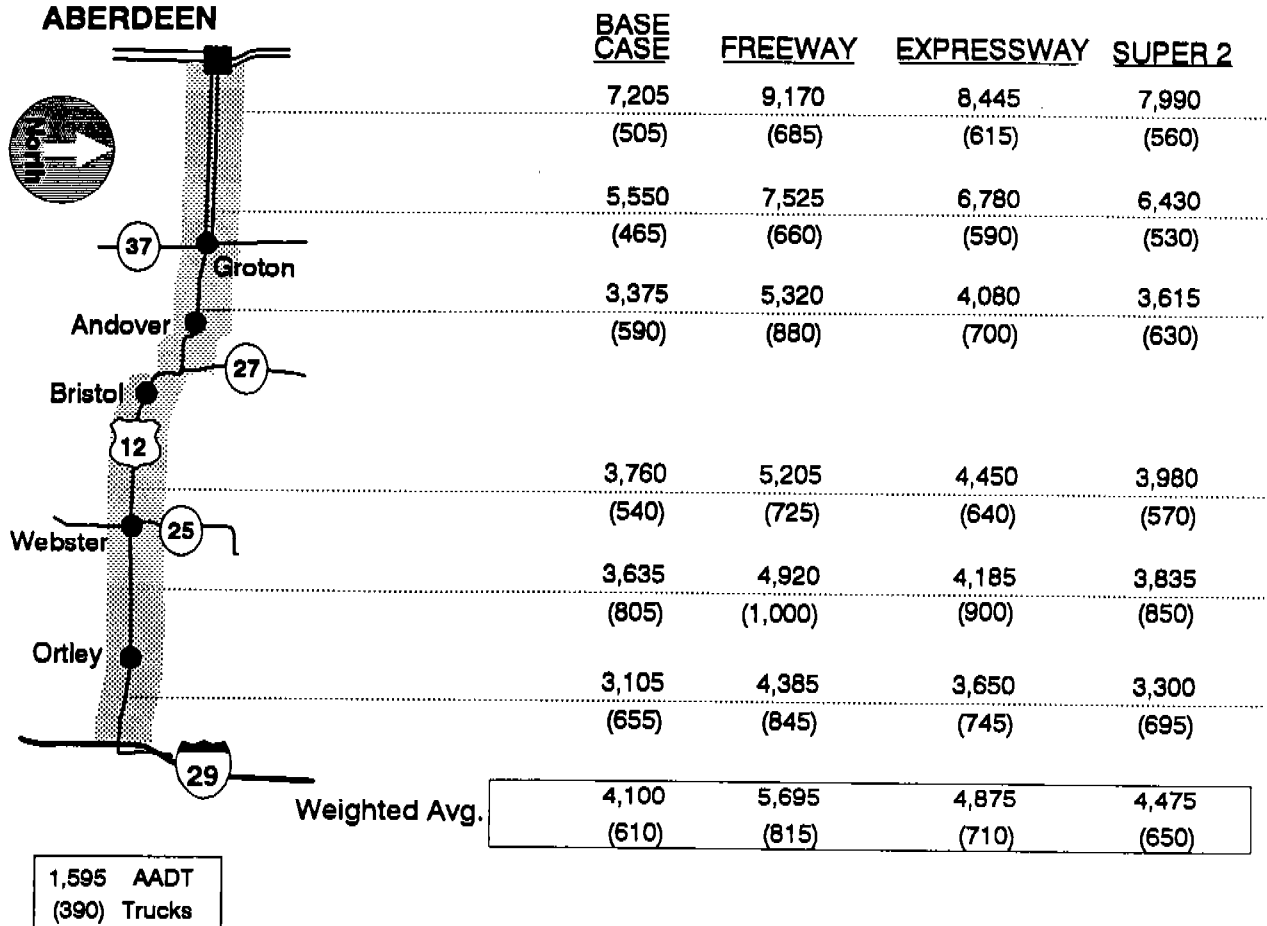 ABERDEEN
BASE CASE FREEWAY EXPRESSWAY SUPER 2
7,205 9,170 8,445 7,990
(505) (685) (615) (560)
North
5,550 7,525 6,780 6,430
(465) (660) (590) (530)
37
Groton
3,375 5,320 4,080 3,615
Andover
(590) (880) (700) (630)
27
Bristol
12
3,760 5,205 4,450 3,980
(540) (725) (640) (570)
25
Webster
3,635 4,920 4,185 3,835
(805) (1,000) (900) (850)
Ortley
3,105 4,385 3,650 3,300
(655) (845) (745) (695)
29
Weighted Avg. 4,100 5,695 4,875 4,475
(610) (815) (710) (650)
1,595 AADT
(390) Trucks